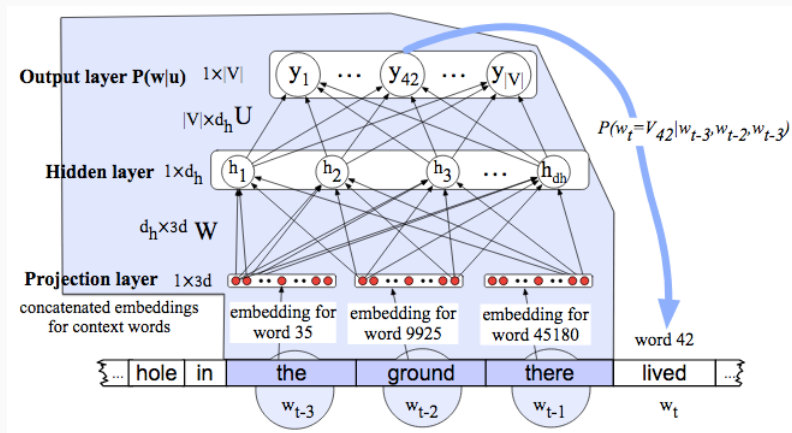 Output layer P(w|u) 1×|V|
y1 ... y42 ... y|V|
|V|×dh U
P(wt=V42|wt-3,wt-2,wt-3)
Hidden layer 1×dh
h1 h2 h3 ... hdh
dh×3d W
Projection layer 1×3d
concatenated embeddings
for context words
embedding for
word 35
embedding for
word 9925
embedding for
word 45180
word 42
... hole in the ground there lived ...
wt-3 wt-2 wt-1 wt